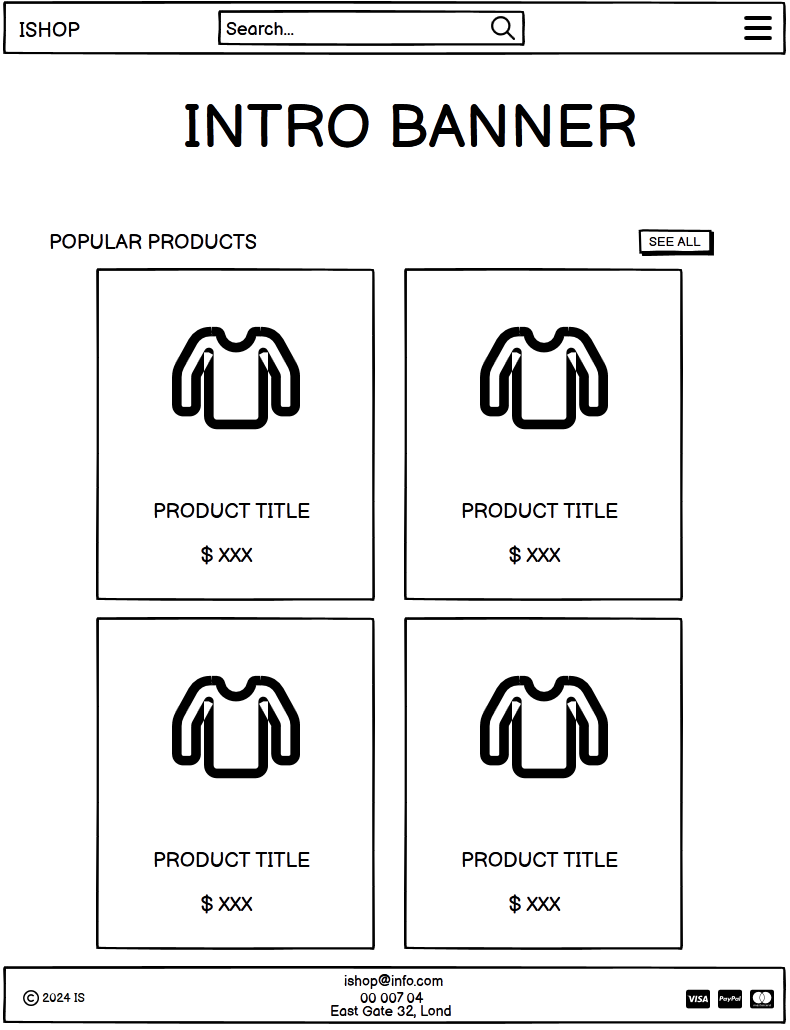 ISHOP
Search...
INTRO BANNER
POPULAR PRODUCTS
SEE ALL
PRODUCT TITLE
$ XXX
PRODUCT TITLE
$ XXX
PRODUCT TITLE
$ XXX
PRODUCT TITLE
$ XXX
© 2024 IS
ishop@info.com
00 007 04
East Gate 32, Lond
VISA
PayPal
mastercard